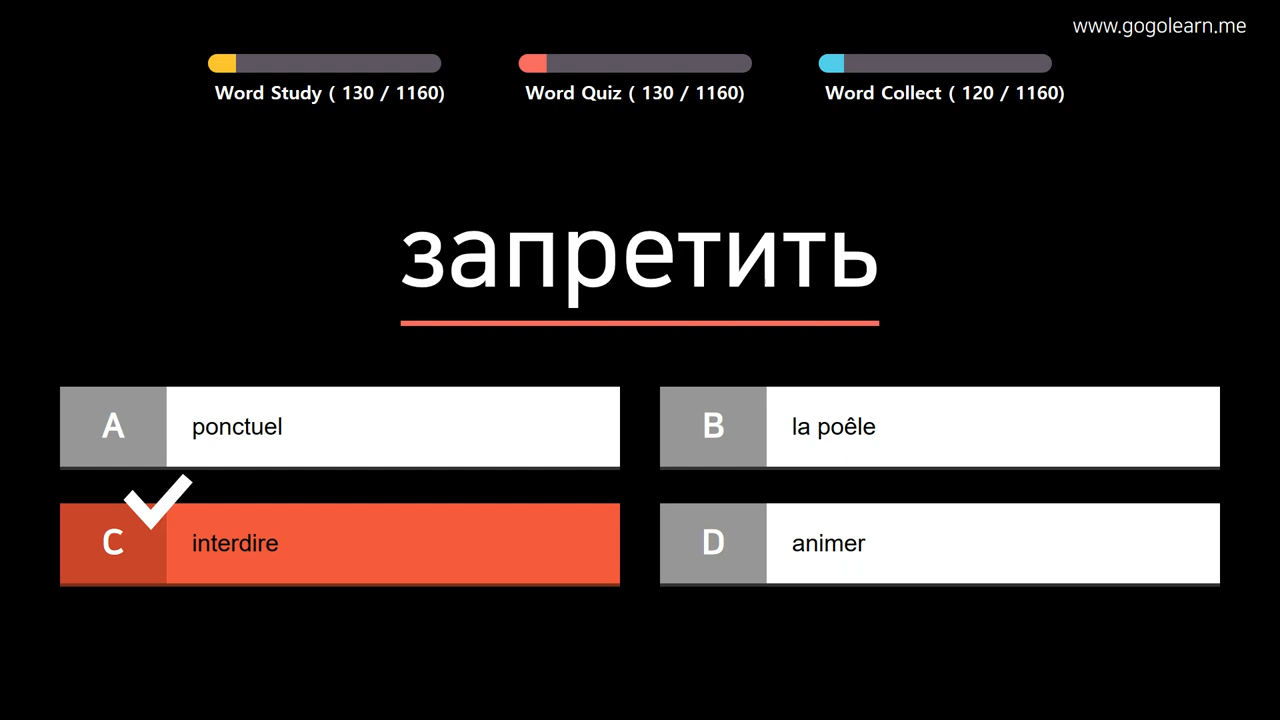 www.gogolearn.me
Word Study ( 130 / 1160)
Word Quiz ( 130 / 1160)
Word Collect ( 120 / 1160)
запретить
A ponctuel
B la poêle
C interdire
D animer